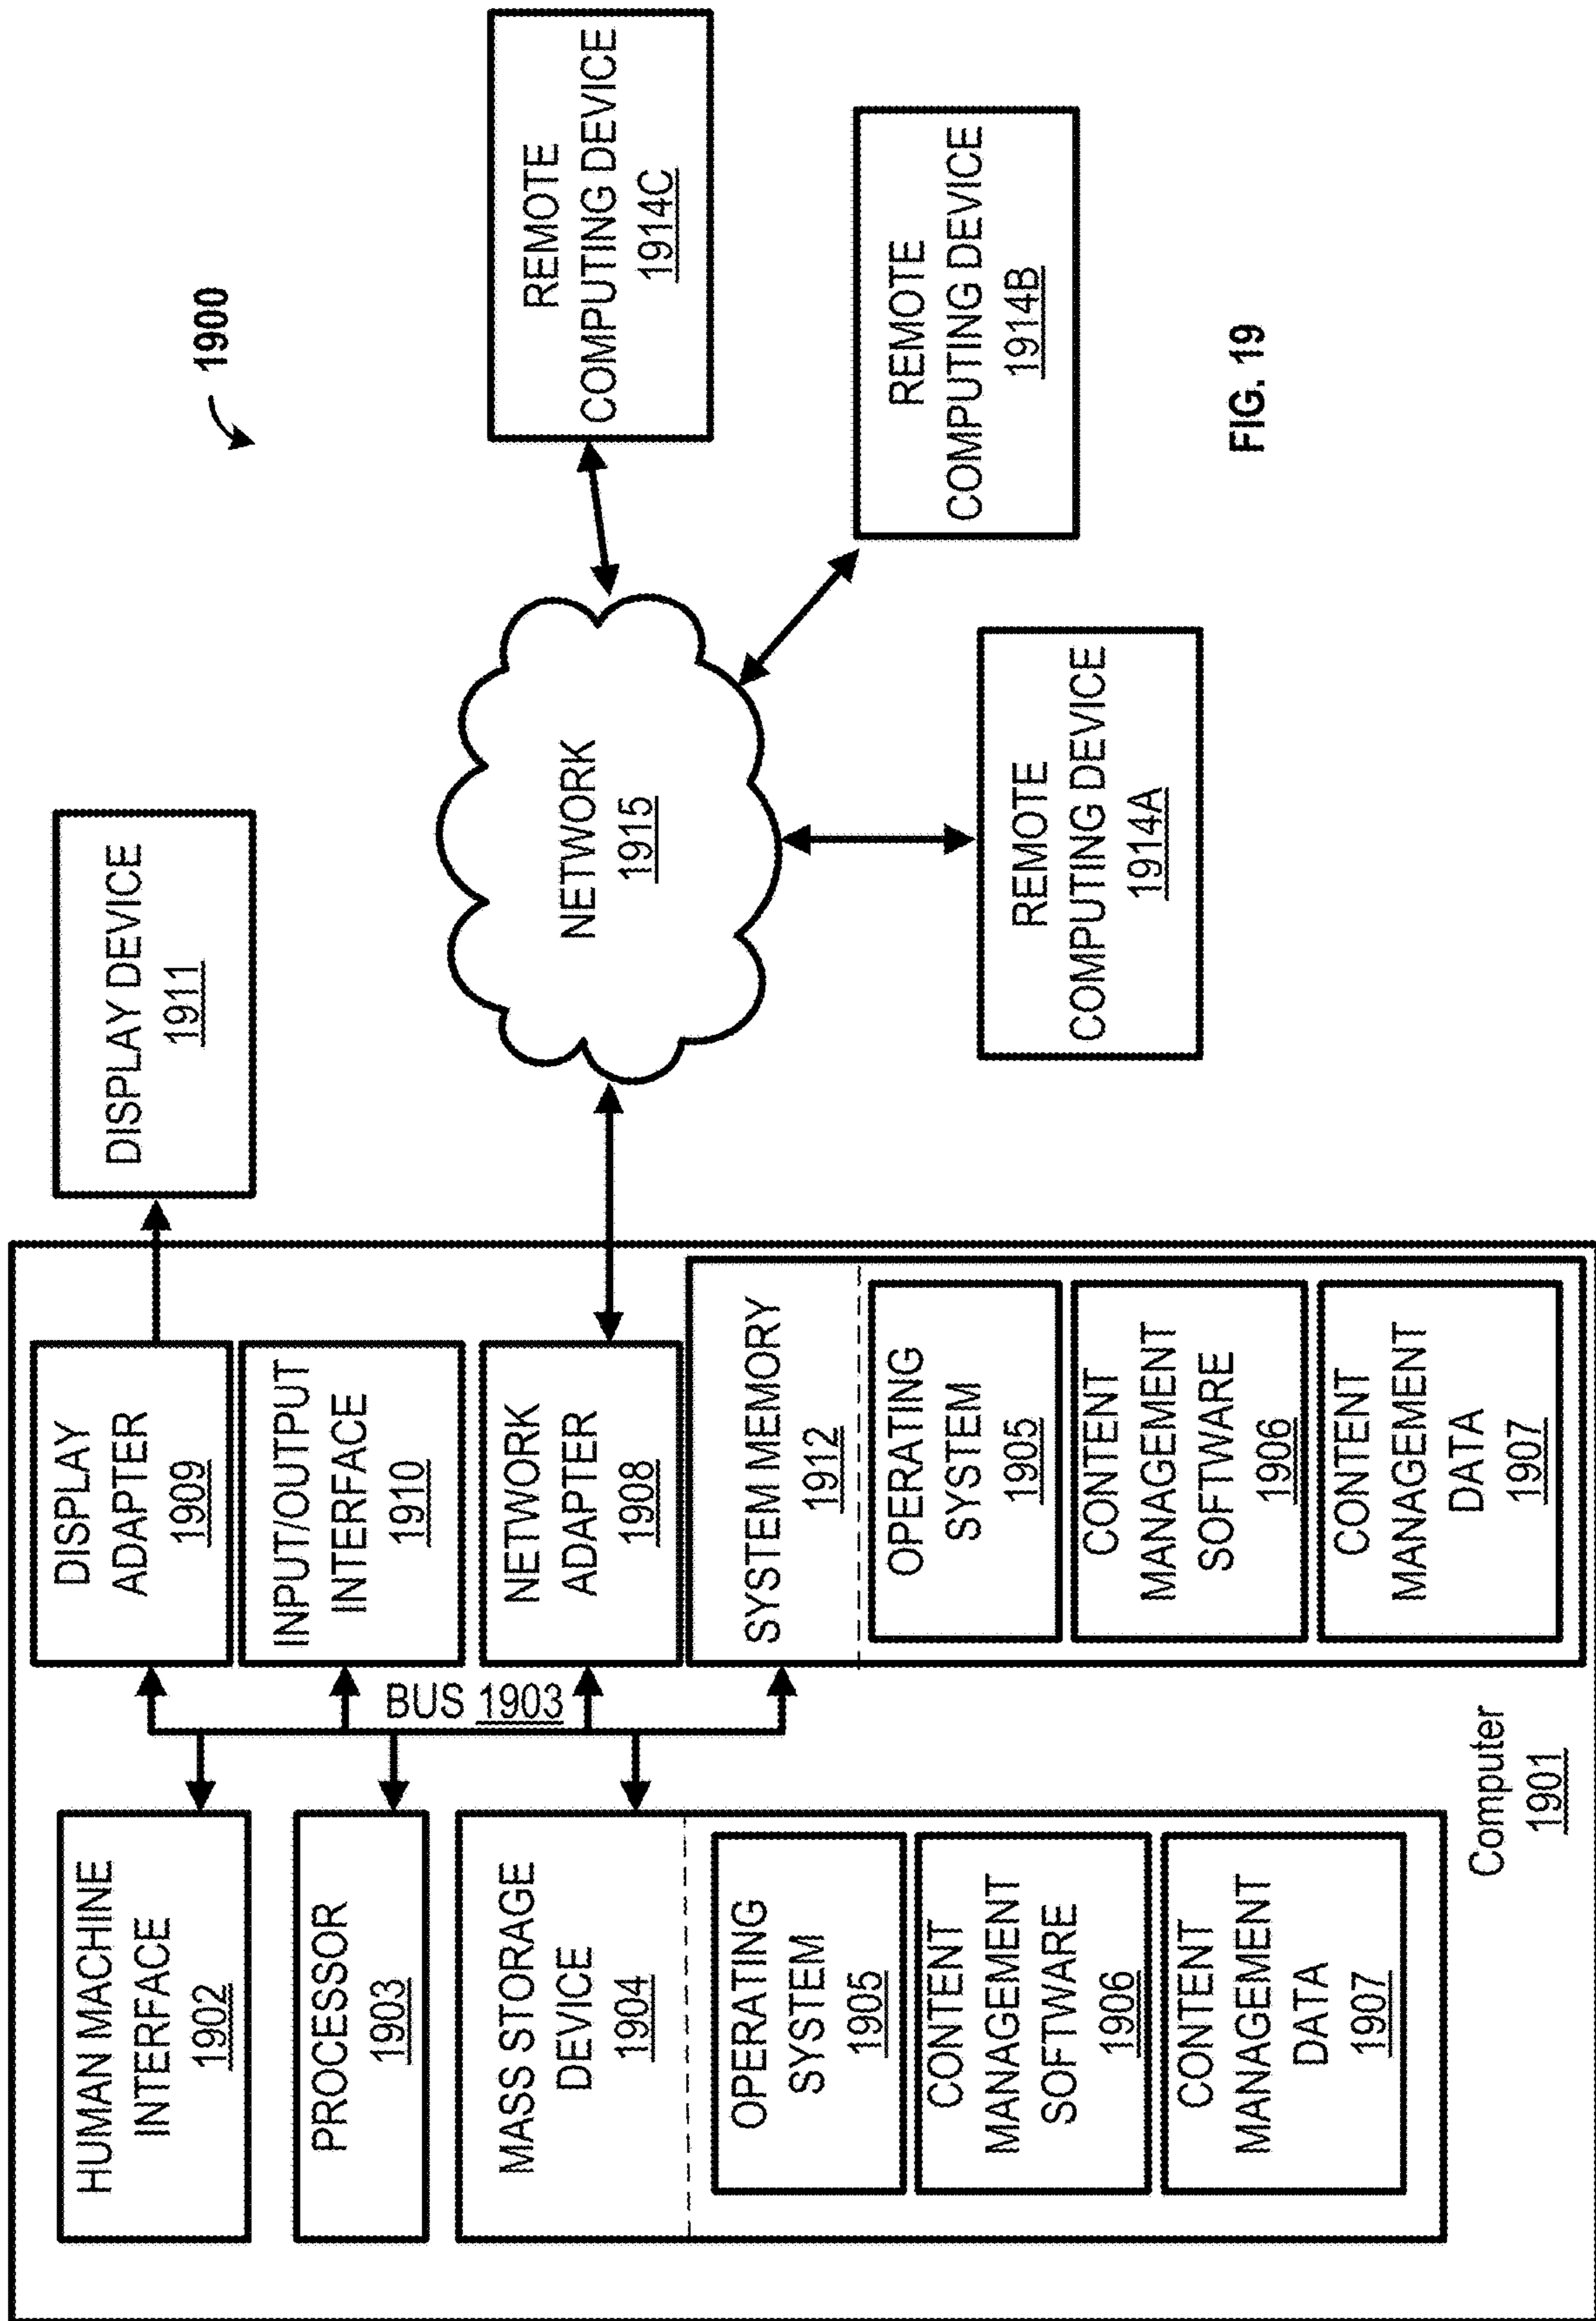 1900
HUMAN MACHINE
INTERFACE
1902
PROCESSOR
1903
MASS STORAGE
DEVICE
1904
OPERATING
SYSTEM
1905
CONTENT
MANAGEMENT
SOFTWARE
1906
CONTENT
MANAGEMENT
DATA
1907
BUS 1903
DISPLAY
ADAPTER
1909
INPUT/OUTPUT
INTERFACE
1910
NETWORK
ADAPTER
1908
SYSTEM MEMORY
1912
OPERATING
SYSTEM
1905
CONTENT
MANAGEMENT
SOFTWARE
1906
CONTENT
MANAGEMENT
DATA
1907
Computer
1901
DISPLAY DEVICE
1911
NETWORK
1915
REMOTE
COMPUTING DEVICE
1914A
REMOTE
COMPUTING DEVICE
1914B
REMOTE
COMPUTING DEVICE
1914C
FIG. 19